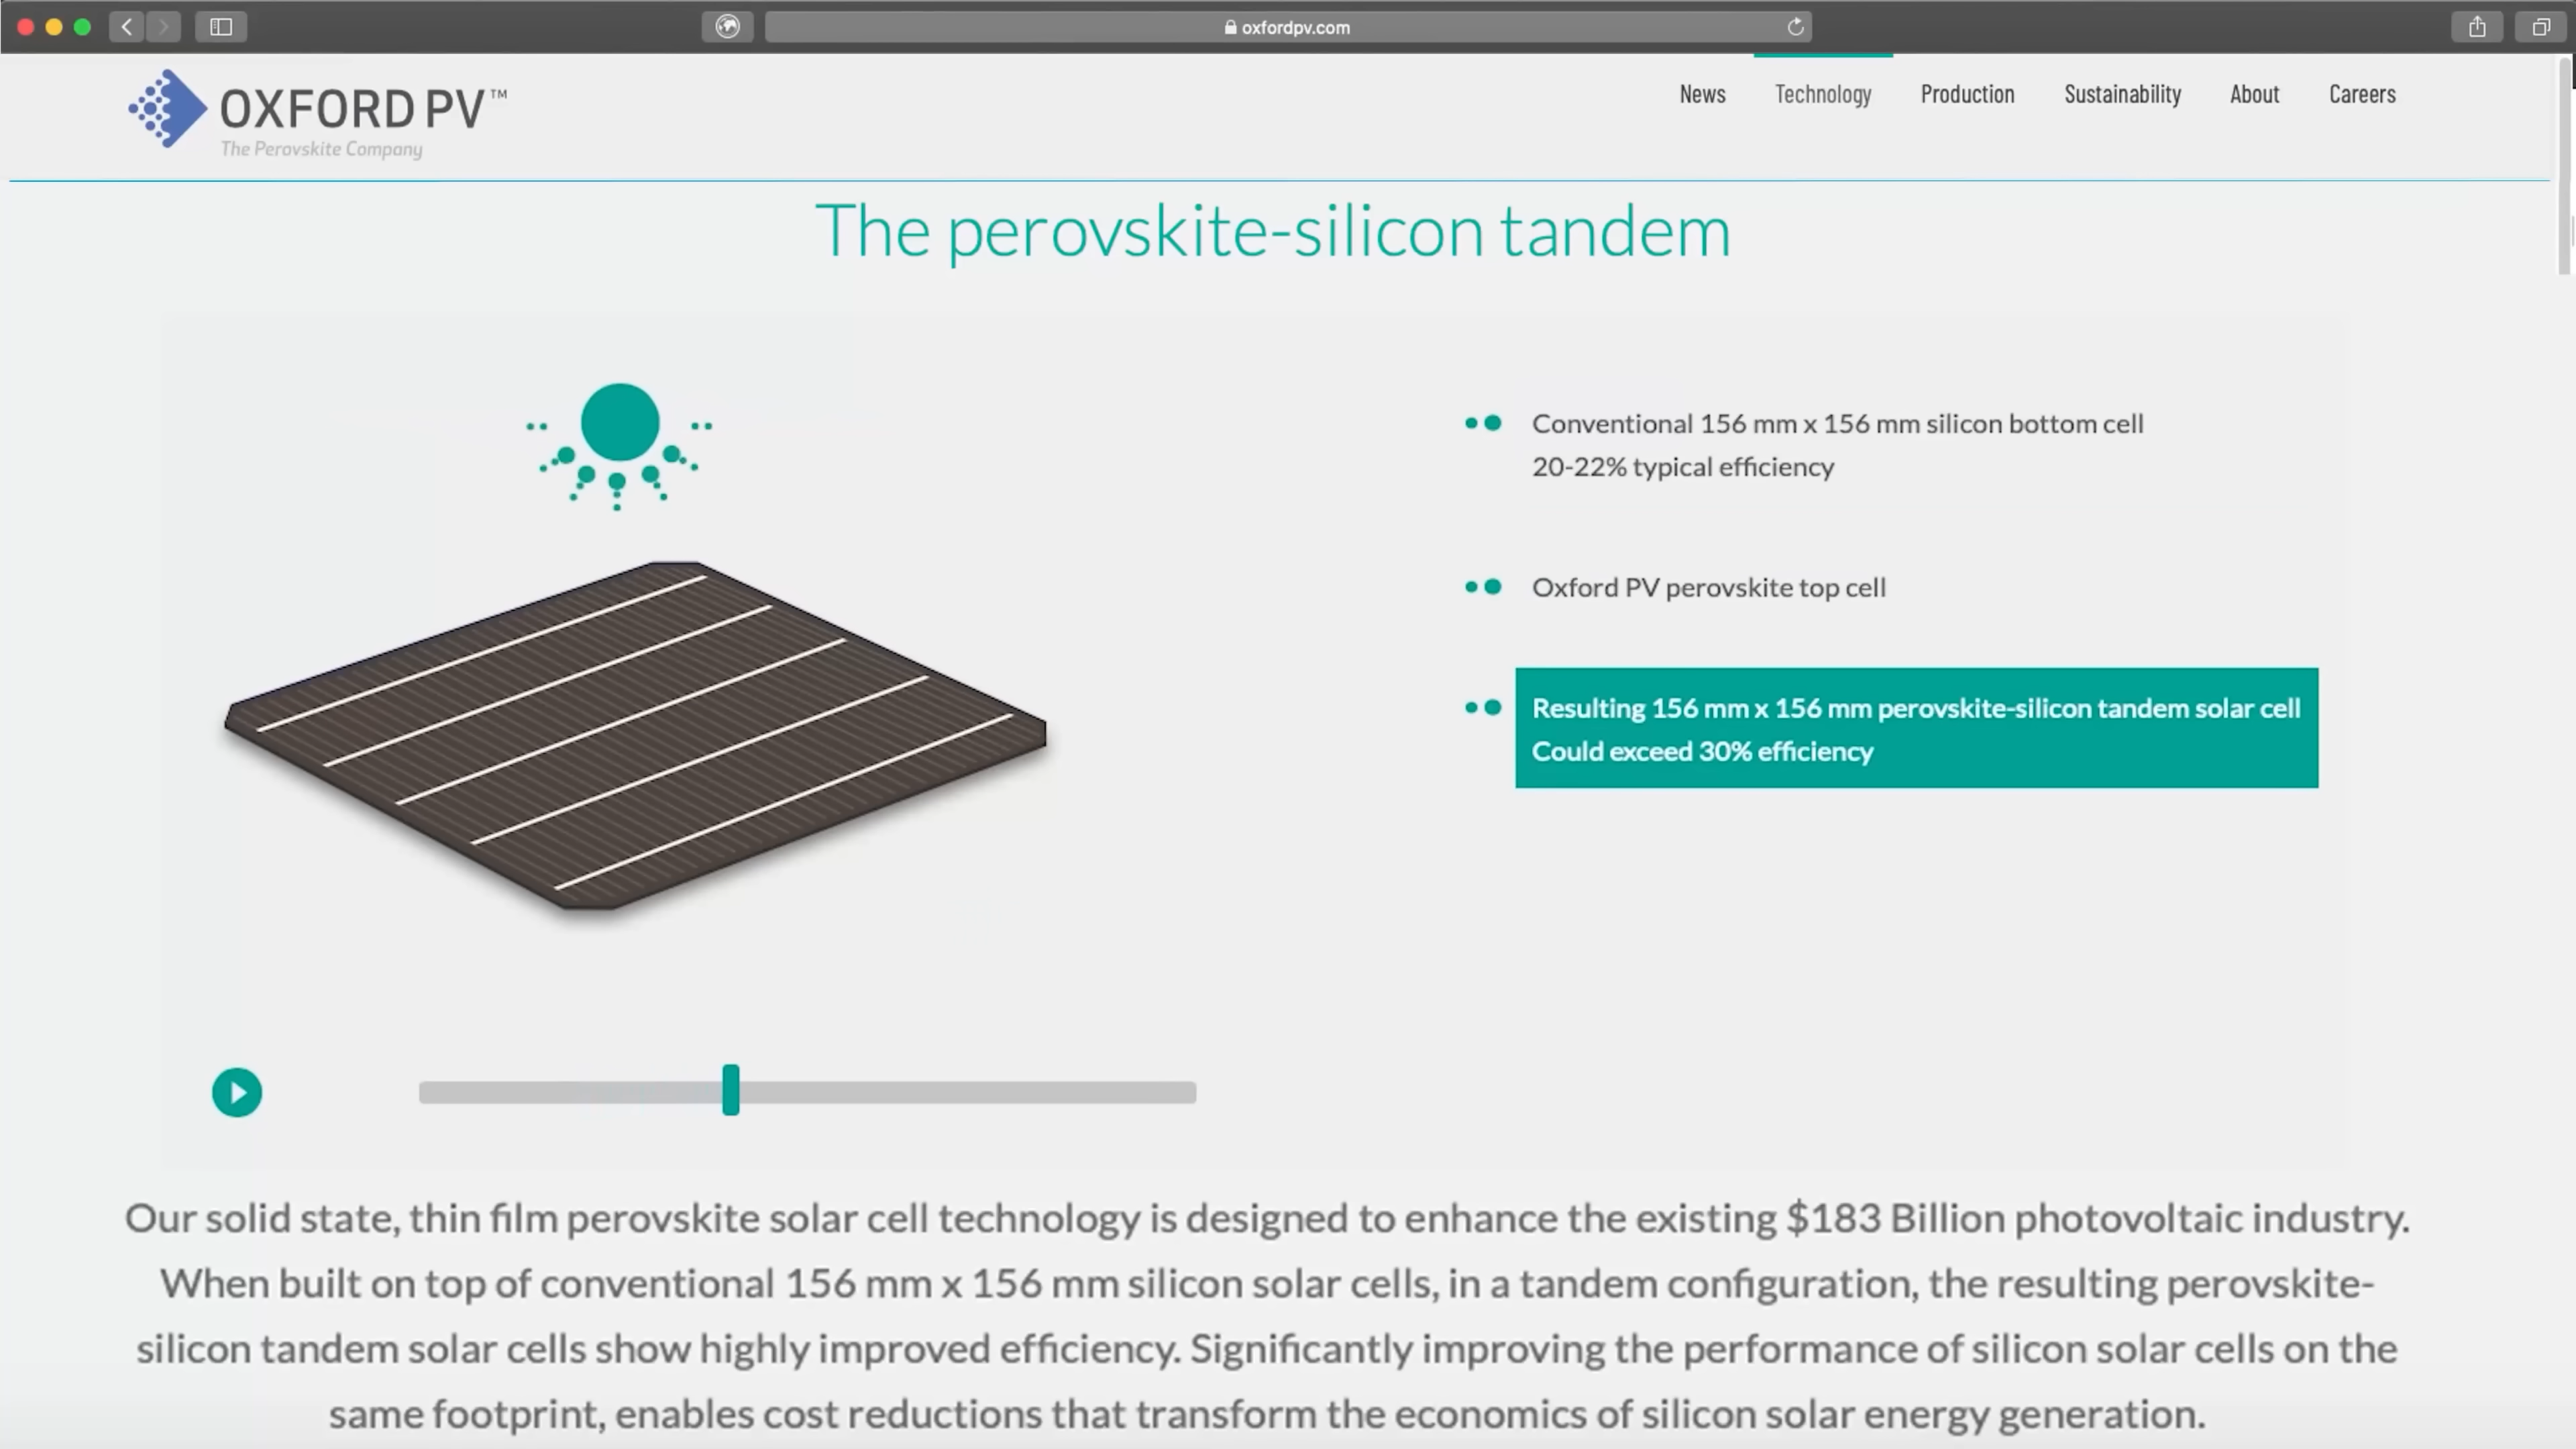 oxfordpv.com
OXFORD PV™
The Perovskite Company
News Technology Production Sustainability About Careers
The perovskite-silicon tandem
Conventional 156 mm x 156 mm silicon bottom cell
20-22% typical efficiency
Oxford PV perovskite top cell
Resulting 156 mm x 156 mm perovskite-silicon tandem solar cell
Could exceed 30% efficiency
Our solid state, thin film perovskite solar cell technology is designed to enhance the existing $183 Billion photovoltaic industry.
When built on top of conventional 156 mm x 156 mm silicon solar cells, in a tandem configuration, the resulting perovskite-
silicon tandem solar cells show highly improved efficiency. Significantly improving the performance of silicon solar cells on the
same footprint, enables cost reductions that transform the economics of silicon solar energy generation.